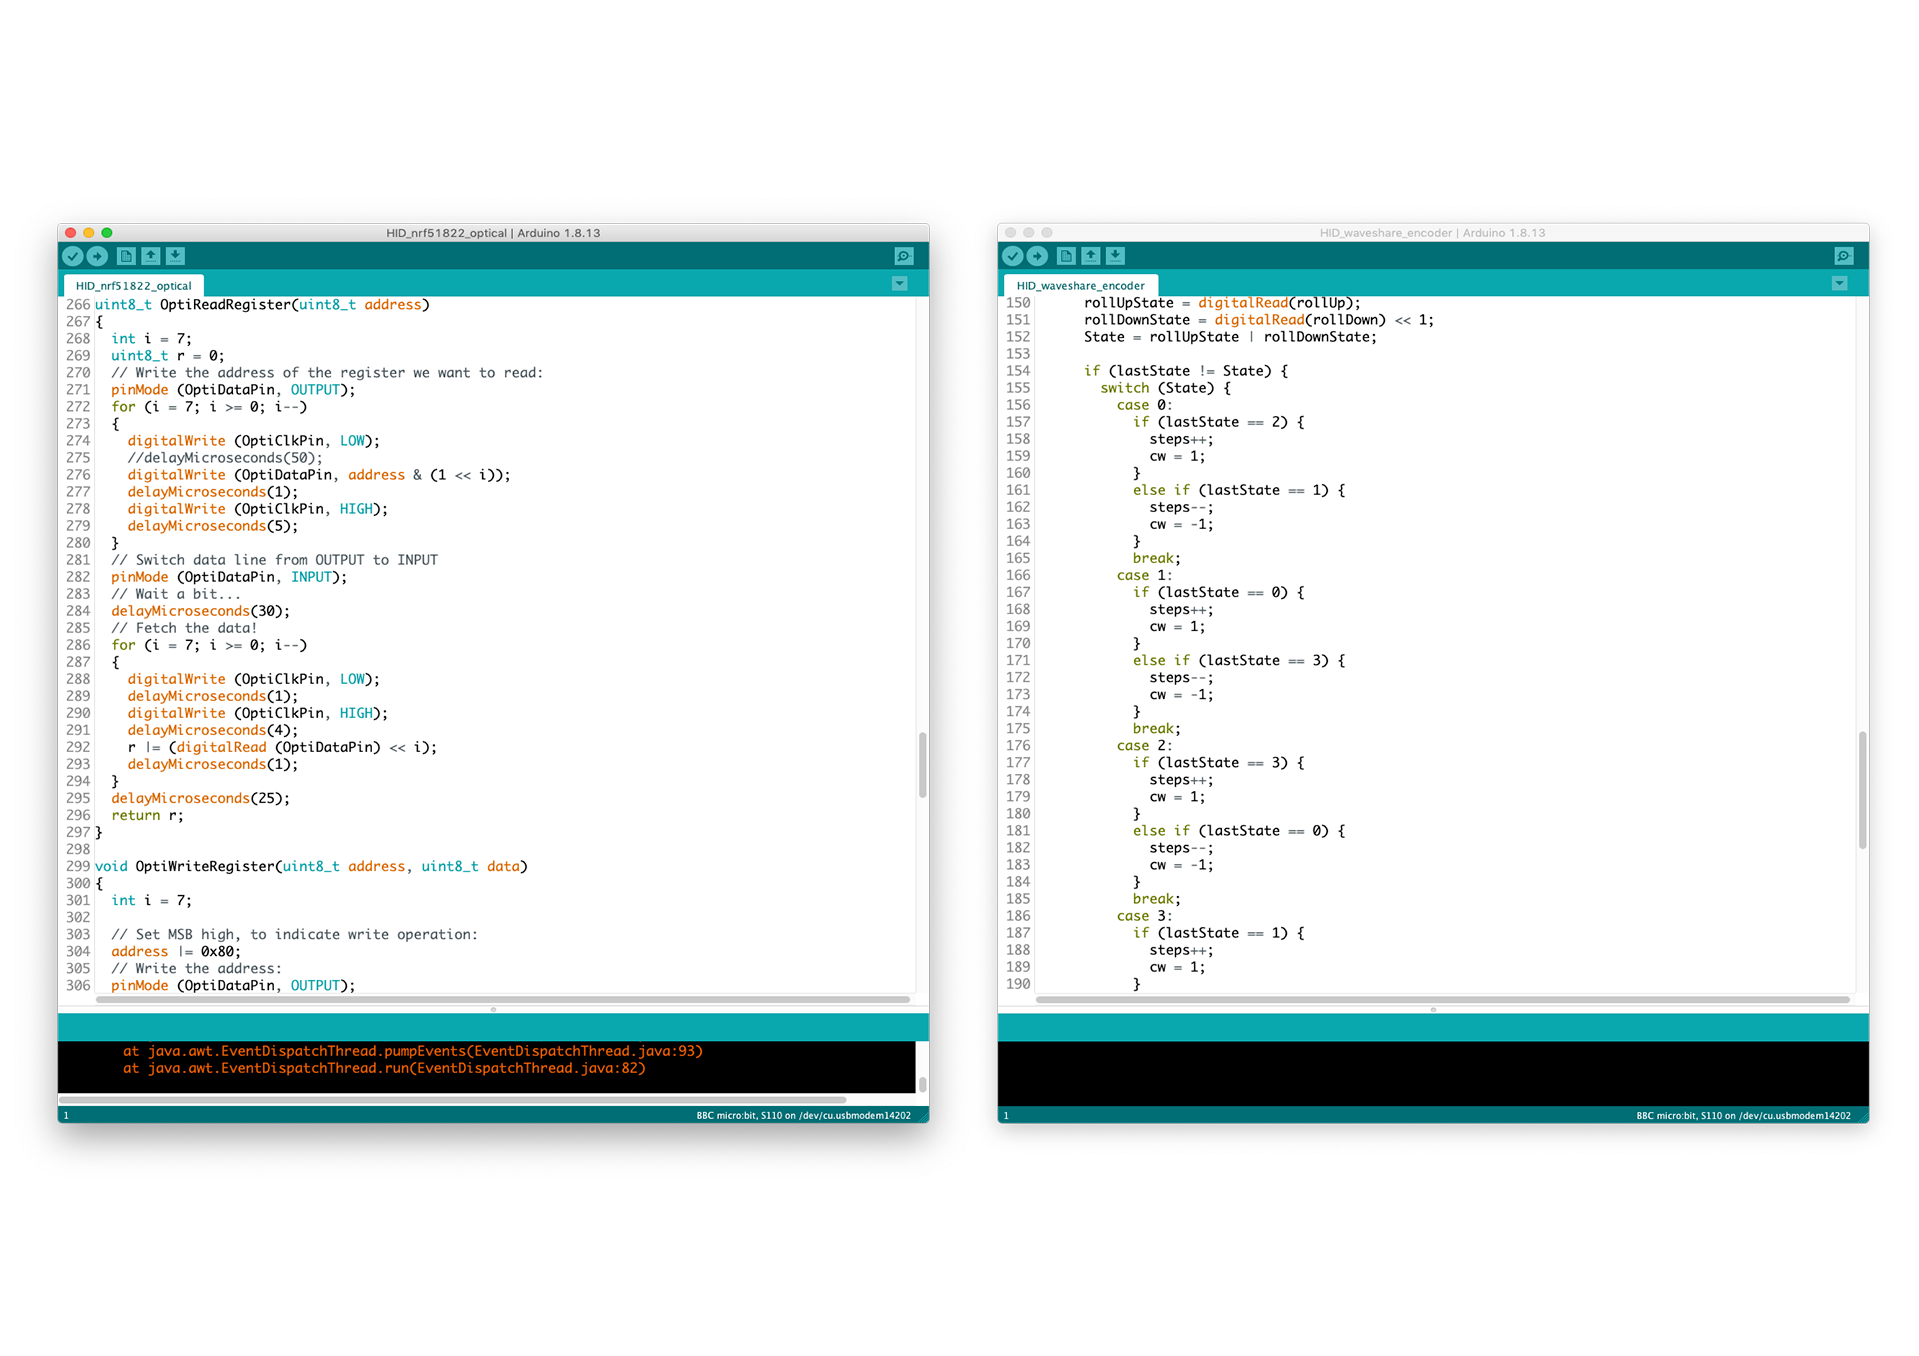 HID_nrf51822_optical | Arduino 1.8.13
HID_nrf51822_optical
266 uint8_t OptiReadRegister(uint8_t address)
267 {
268   int i = 7;
269   uint8_t r = 0;
270   // Write the address of the register we want to read:
271   pinMode (OptiDataPin, OUTPUT);
272   for (i = 7; i >= 0; i--)
273   {
274     digitalWrite (OptiClkPin, LOW);
275     //delayMicroseconds(50);
276     digitalWrite (OptiDataPin, address & (1 << i));
277     delayMicroseconds(1);
278     digitalWrite (OptiClkPin, HIGH);
279     delayMicroseconds(5);
280   }
281   // Switch data line from OUTPUT to INPUT
282   pinMode (OptiDataPin, INPUT);
283   // Wait a bit...
284   delayMicroseconds(30);
285   // Fetch the data!
286   for (i = 7; i >= 0; i--)
287   {
288     digitalWrite (OptiClkPin, LOW);
289     delayMicroseconds(1);
290     digitalWrite (OptiClkPin, HIGH);
291     delayMicroseconds(4);
292     r |= (digitalRead (OptiDataPin) << i);
293     delayMicroseconds(1);
294   }
295   delayMicroseconds(25);
296   return r;
297 }
298
299 void OptiWriteRegister(uint8_t address, uint8_t data)
300 {
301   int i = 7;
302
303   // Set MSB high, to indicate write operation:
304   address |= 0x80;
305   // Write the address:
306   pinMode (OptiDataPin, OUTPUT);
at java.awt.EventDispatchThread.pumpEvents(EventDispatchThread.java:93)
at java.awt.EventDispatchThread.run(EventDispatchThread.java:82)
1
BBC micro:bit, S110 on /dev/cu.usbmodem14202
HID_waveshare_encoder | Arduino 1.8.13
HID_waveshare_encoder
150       rollUpState = digitalRead(rollUp);
151       rollDownState = digitalRead(rollDown) << 1;
152       State = rollUpState | rollDownState;
153
154       if (lastState != State) {
155         switch (State) {
156           case 0:
157             if (lastState == 2) {
158               steps++;
159               cw = 1;
160             }
161             else if (lastState == 1) {
162               steps--;
163               cw = -1;
164             }
165             break;
166           case 1:
167             if (lastState == 0) {
168               steps++;
169               cw = 1;
170             }
171             else if (lastState == 3) {
172               steps--;
173               cw = -1;
174             }
175             break;
176           case 2:
177             if (lastState == 3) {
178               steps++;
179               cw = 1;
180             }
181             else if (lastState == 0) {
182               steps--;
183               cw = -1;
184             }
185             break;
186           case 3:
187             if (lastState == 1) {
188               steps++;
189               cw = 1;
190             }
1
BBC micro:bit, S110 on /dev/cu.usbmodem14202